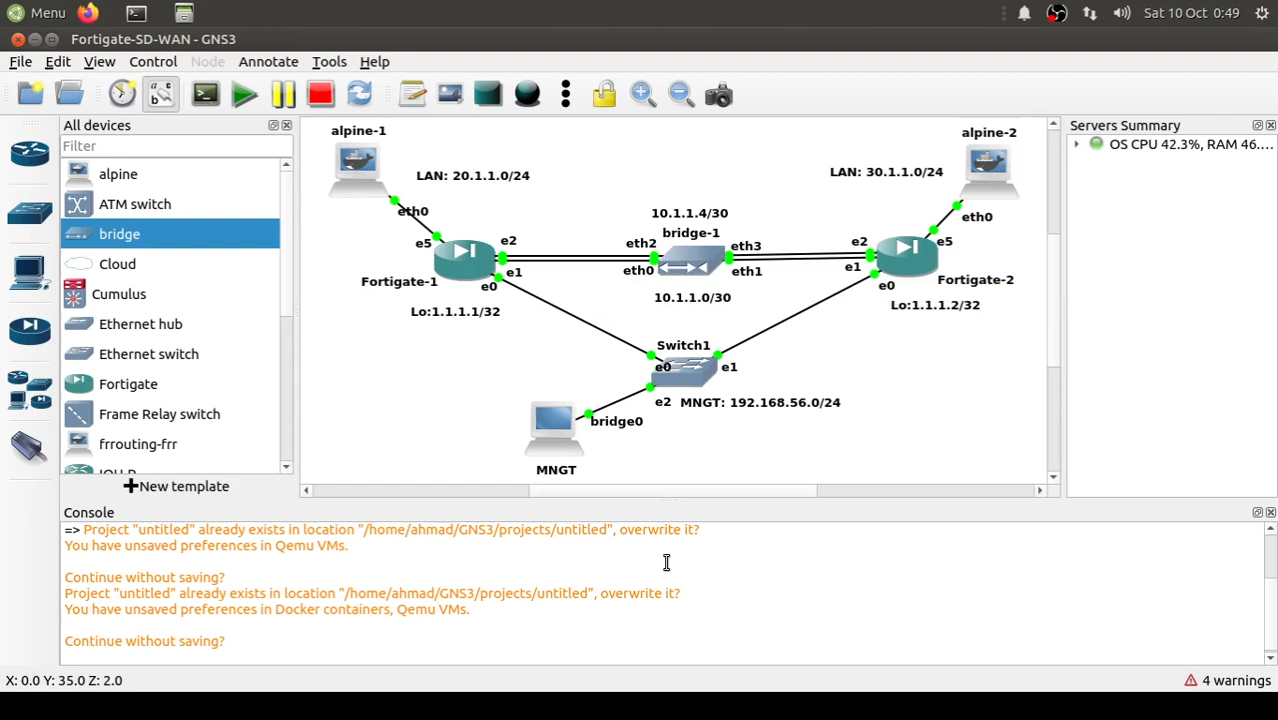 Menu
Sat 10 Oct 0:49
Fortigate-SD-WAN - GNS3
File Edit View Control Node Annotate Tools Help
All devices
Filter
alpine
ATM switch
bridge
Cloud
Cumulus
Ethernet hub
Ethernet switch
Fortigate
Frame Relay switch
frrouting-frr
New template
alpine-1
LAN: 20.1.1.0/24
eth0
e5
e2
e1
e0
Fortigate-1
Lo:1.1.1.1/32
10.1.1.4/30
bridge-1
eth2
eth3
eth0
eth1
10.1.1.0/30
alpine-2
LAN: 30.1.1.0/24
eth0
e5
e2
e1
e0
Fortigate-2
Lo:1.1.1.2/32
Switch1
e0
e1
e2
MNGT: 192.168.56.0/24
bridge0
MNGT
Servers Summary
OS CPU 42.3%, RAM 46....
Console
=> Project "untitled" already exists in location "/home/ahmad/GNS3/projects/untitled", overwrite it?
You have unsaved preferences in Qemu VMs.
Continue without saving?
Project "untitled" already exists in location "/home/ahmad/GNS3/projects/untitled", overwrite it?
You have unsaved preferences in Docker containers, Qemu VMs.
Continue without saving?
X: 0.0 Y: 35.0 Z: 2.0
4 warnings